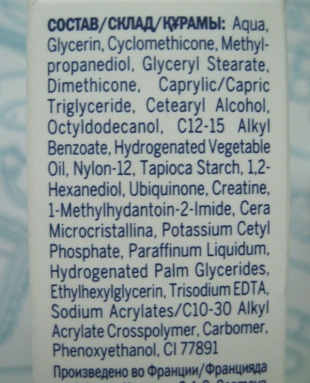 СОСТАВ/СКЛАД/ҚҰРАМЫ: Aqua,
Glycerin, Cyclomethicone, Methyl-
propanediol, Glyceryl Stearate,
Dimethicone, Caprylic/Capric
Triglyceride, Cetearyl Alcohol,
Octyldodecanol, C12-15 Alkyl
Benzoate, Hydrogenated Vegetable
Oil, Nylon-12, Tapioca Starch, 1,2-
Hexanediol, Ubiquinone, Creatine,
1-Methylhydantoin-2-Imide, Cera
Microcristallina, Potassium Cetyl
Phosphate, Paraffinum Liquidum,
Hydrogenated Palm Glycerides,
Ethylhexylglycerin, Trisodium EDTA,
Sodium Acrylates/C10-30 Alkyl
Acrylate Crosspolymer, Carbomer,
Phenoxyethanol, CI 77891
Произведено во Франции/Францияда